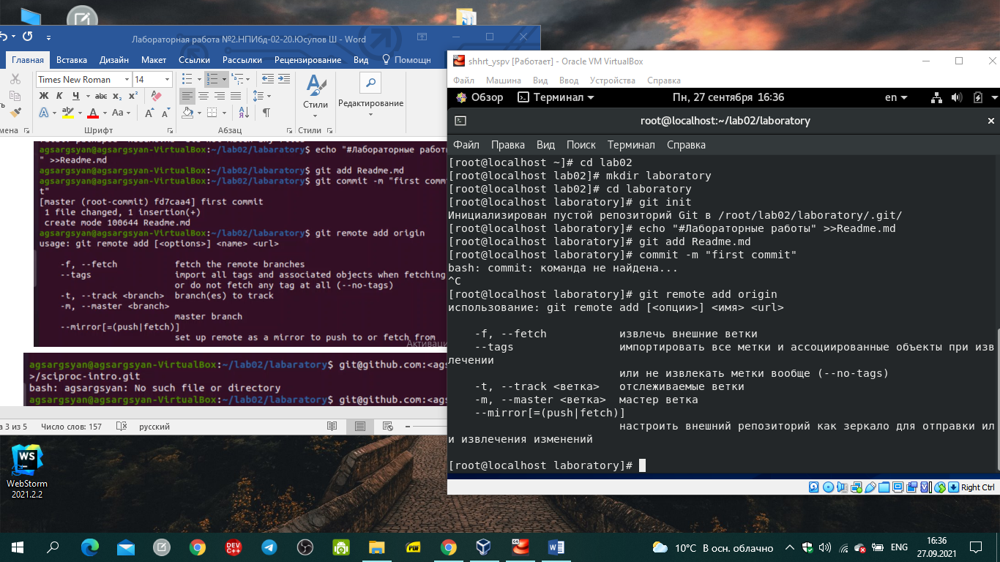 Лабораторная работа №2.НПИбд-02-20.Юсупов Ш - Word
Главная Вставка Дизайн Макет Ссылки Рассылки Рецензирование Вид Помощн
Times New Roman 14
Ж К Ч abc x₂ x²
Aa
Стили
Редактирование
мена Шрифт Абзац Стили
agsargsyan@agsargsyan-VirtualBox:~/lab02/labaratory$ echo "#Лабораторные работы
" >>Readme.md
agsargsyan@agsargsyan-VirtualBox:~/lab02/labaratory$ git add Readme.md
agsargsyan@agsargsyan-VirtualBox:~/lab02/labaratory$ git commit -m "first comm
t"
[master (root-commit) fd7caa4] first commit
1 file changed, 1 insertion(+)
create mode 100644 Readme.md
agsargsyan@agsargsyan-VirtualBox:~/lab02/labaratory$ git remote add origin
usage: git remote add [<options>] <name> <url>
-f, --fetch fetch the remote branches
--tags import all tags and associated objects when fetching
or do not fetch any tag at all (--no-tags)
-t, --track <branch> branch(es) to track
-m, --master <branch>
master branch
--mirror[=(push|fetch)]
set up remote as a mirror to push to or fetch from
Активаци
agsargsyan@agsargsyan-VirtualBox:~/lab02/labaratory$ git@github.com:<ags
>/sciproc-intro.git
bash: agsargsyan: No such file or directory
agsargsyan@agsargsyan-VirtualBox:~/lab02/labaratory$ git@github.com:<ags
а 3 из 5 Число слов: 157 русский
shhrt_yspv [Работает] - Oracle VM VirtualBox
Файл Машина Вид Ввод Устройства Справка
Обзор Терминал Пн, 27 сентября 16:36 en
root@localhost:~/lab02/laboratory
Файл Правка Вид Поиск Терминал Справка
[root@localhost ~]# cd lab02
[root@localhost lab02]# mkdir laboratory
[root@localhost lab02]# cd laboratory
[root@localhost laboratory]# git init
Инициализирован пустой репозиторий Git в /root/lab02/laboratory/.git/
[root@localhost laboratory]# echo "#Лабораторные работы" >>Readme.md
[root@localhost laboratory]# git add Readme.md
[root@localhost laboratory]# commit -m "first commit"
bash: commit: команда не найдена...
^C
[root@localhost laboratory]# git remote add origin
использование: git remote add [<опции>] <имя> <url>
-f, --fetch извлечь внешние ветки
--tags импортировать все метки и ассоциированные объекты при изв
лечении
или не извлекать метки вообще (--no-tags)
-t, --track <ветка> отслеживаемые ветки
-m, --master <ветка> мастер ветка
--mirror[=(push|fetch)]
настроить внешний репозиторий как зеркало для отправки ил
и извлечения изменений
[root@localhost laboratory]#
Right Ctrl
WS
WebStorm
2021.2.2
DEV
C++
PDF
64
10°C В осн. облачно
ENG
16:36
27.09.2021